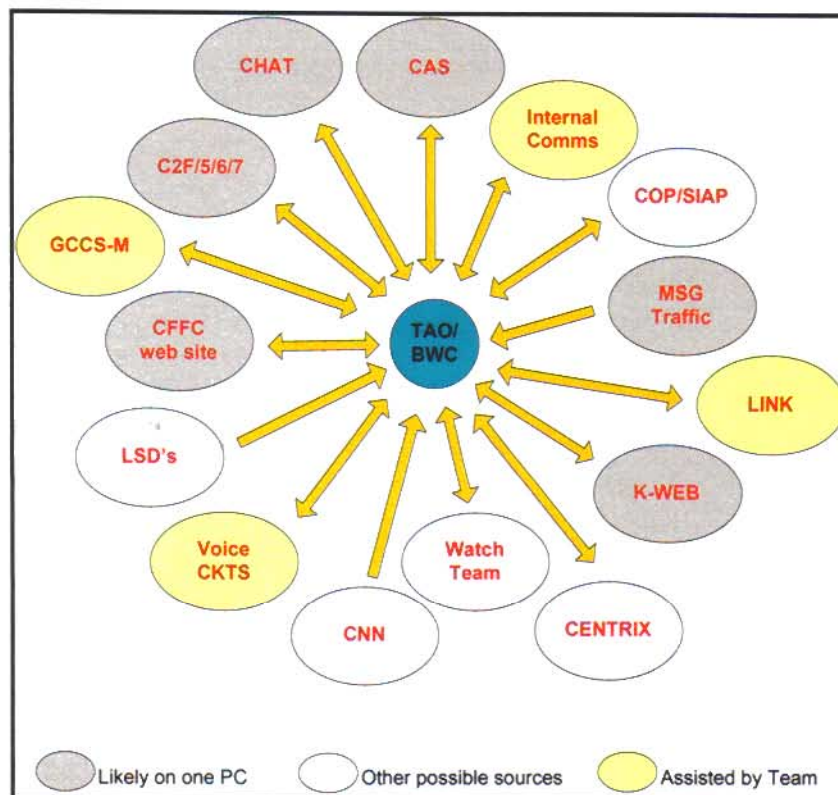 CHAT
CAS
Internal
Comms
C2F/5/6/7
COP/SIAP
GCCS-M
MSG
Traffic
CFFC
web site
TAO/
BWC
LINK
LSD's
K-WEB
Voice
CKTS
Watch
Team
CNN
CENTRIX
Likely on one PC
Other possible sources
Assisted by Team